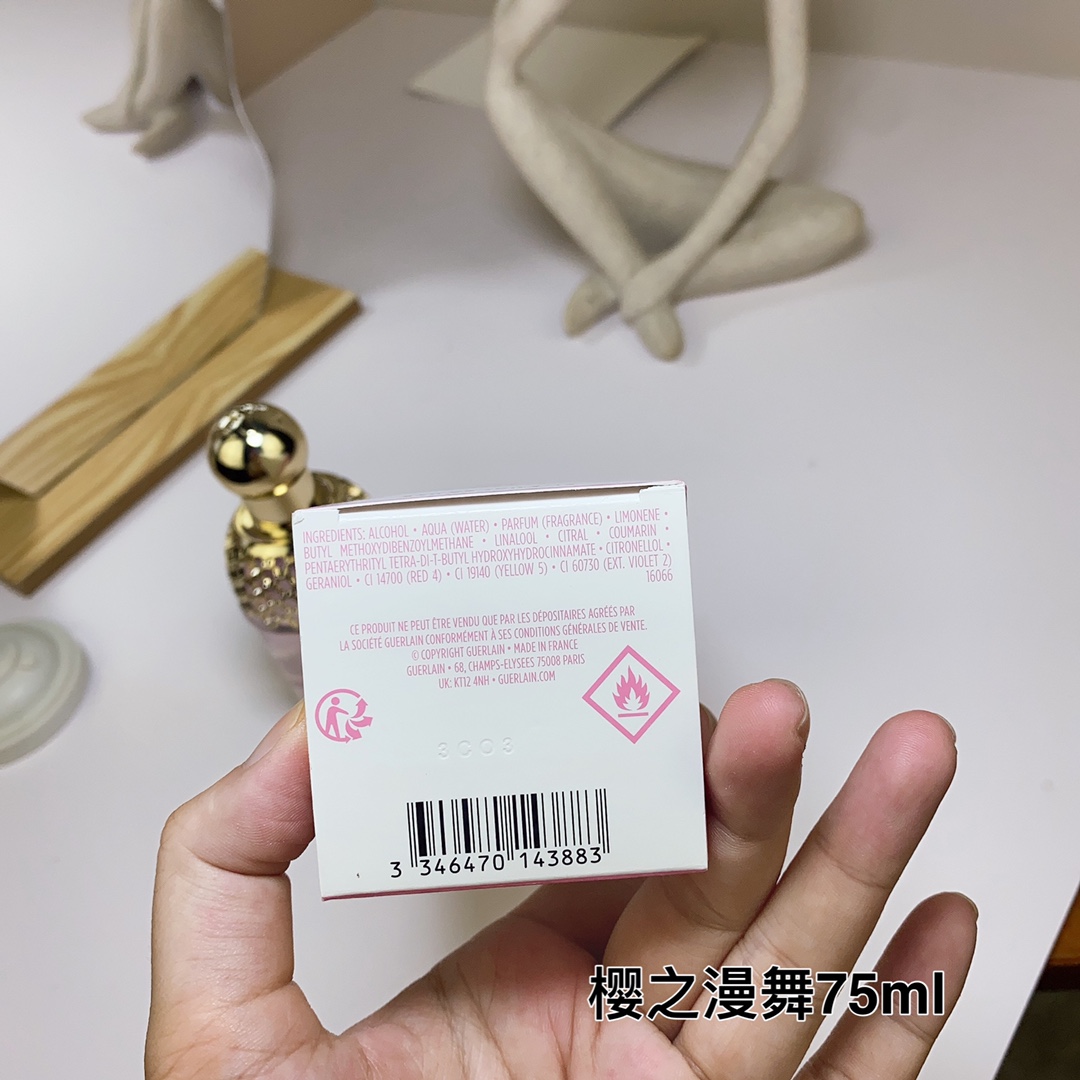 INGREDIENTS: ALCOHOL • AQUA (WATER) • PARFUM (FRAGRANCE) • LIMONENE •
BUTYL METHOXYDIBENZOYLMETHANE • LINALOOL • CITRAL • COUMARIN •
PENTAERYTHRITYL TETRA-DI-T-BUTYL HYDROXYHYDROCINNAMATE • CITRONELLOL •
GERANIOL • CI 14700 (RED 4) • CI 19140 (YELLOW 5) • CI 60730 (EXT. VIOLET 2)
16066
CE PRODUIT NE PEUT ÊTRE VENDU QUE PAR LES DÉPOSITAIRES AGRÉÉS PAR
LA SOCIÉTÉ GUERLAIN CONFORMÉMENT À SES CONDITIONS GÉNÉRALES DE VENTE.
© COPYRIGHT GUERLAIN • MADE IN FRANCE
GUERLAIN • 68, CHAMPS-ELYSEES 75008 PARIS
UK: KT12 4NH • GUERLAIN.COM
3CO3
3 346470 143883
樱之漫舞75ml